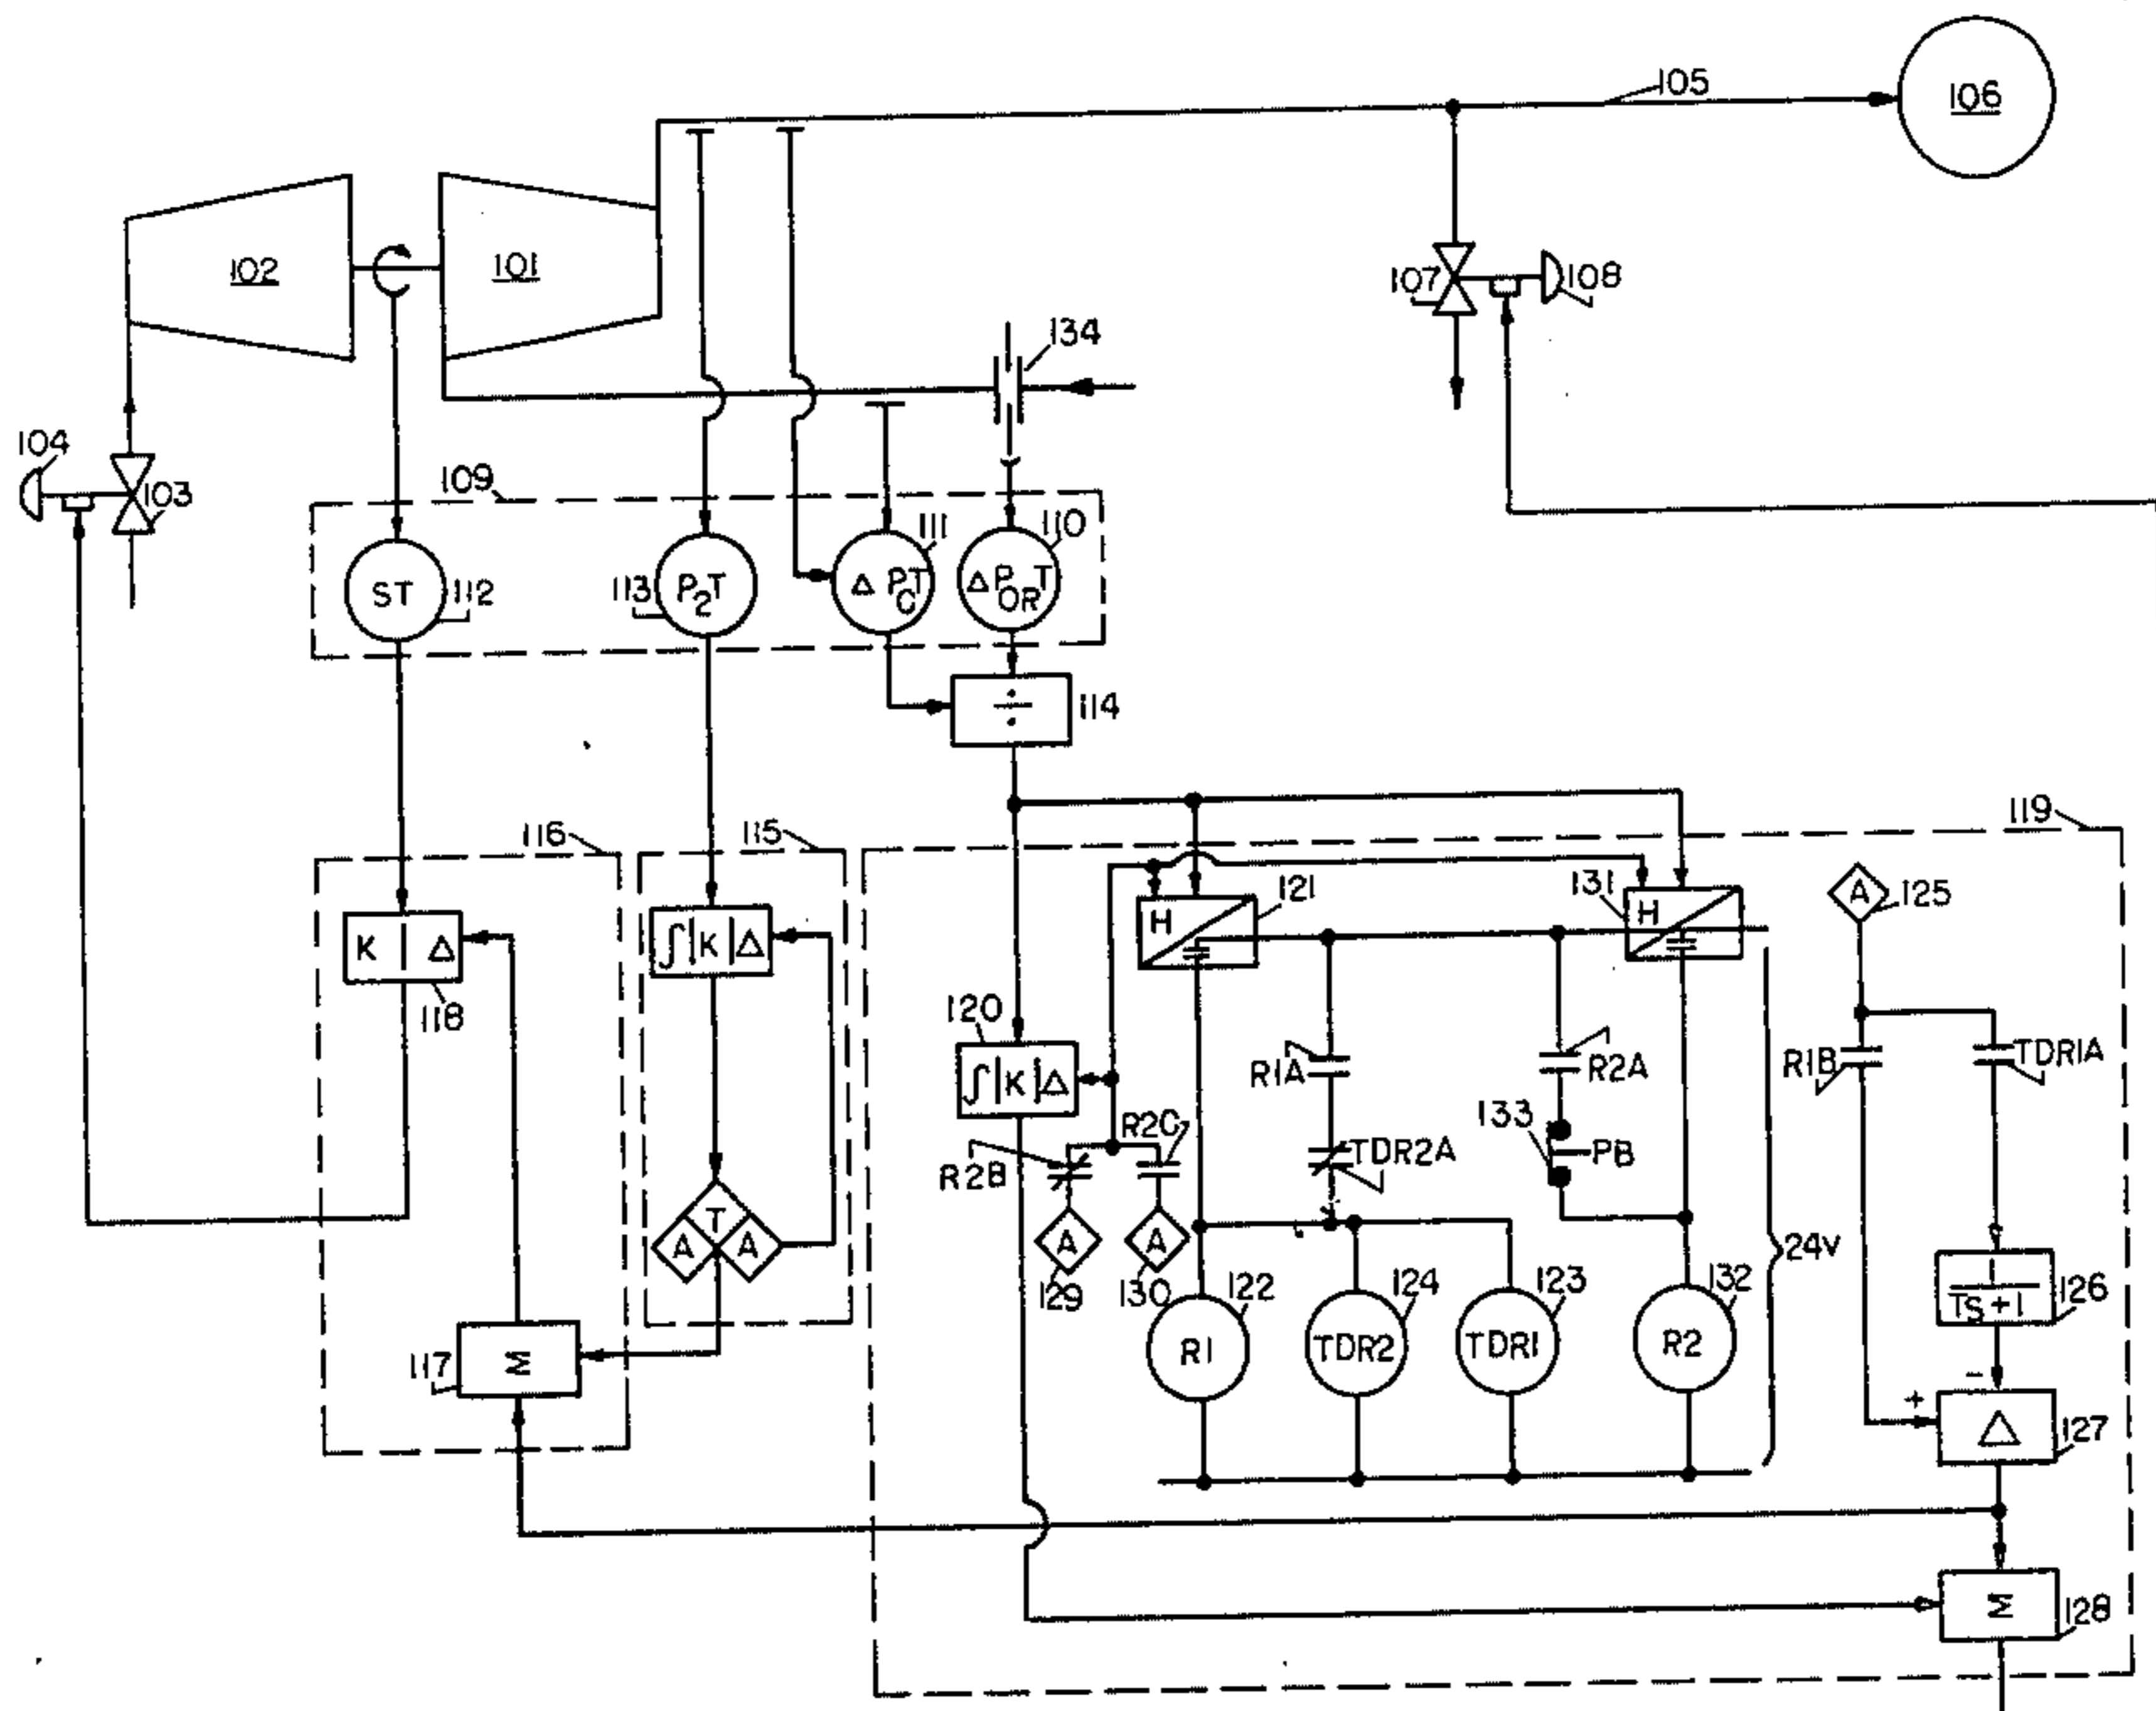 105
106
102
101
107
108
134
104
103
109
111
110
ST
112
113
P2T
Δ PCT
Δ PORT
÷
114
119
116
115
121
131
A
125
H
H
K | Δ
∫|K|Δ
118
120
R1A
R2A
R1B
TDR1A
∫|K|Δ
133
R2C
TDR2A
PB
R2B
T
A
A
A
A
24V
129
130
122
124
123
132
1
TS+1
126
R1
TDR2
TDR1
R2
117
Σ
-
+
Δ
127
Σ
128